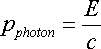 p_photon = E/c